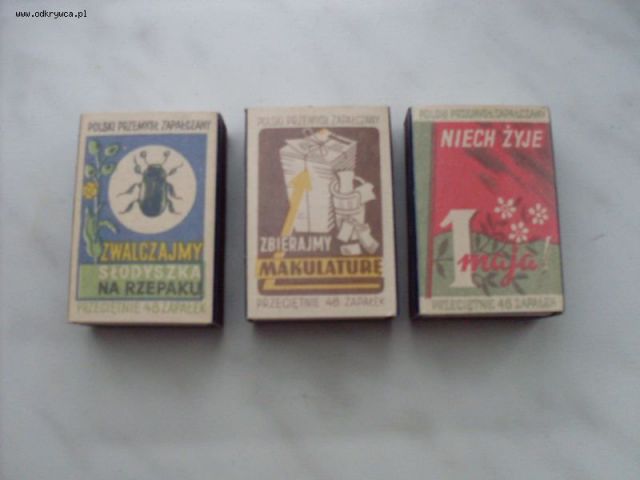 www.odkrywca.pl
POLSKI PRZEMYSŁ ZAPAŁCZANY
ZWALCZAJMY
SŁODYSZKA
NA RZEPAKU
PRZECIĘTNIE 48 ZAPAŁEK
POLSKI PRZEMYSŁ ZAPAŁCZANY
ZBIERAJMY
MAKULATURĘ
PRZECIĘTNIE 48 ZAPAŁEK
POLSKI PRZEMYSŁ ZAPAŁCZANY
NIECH ŻYJE
1
maja!
PRZECIĘTNIE 48 ZAPAŁEK